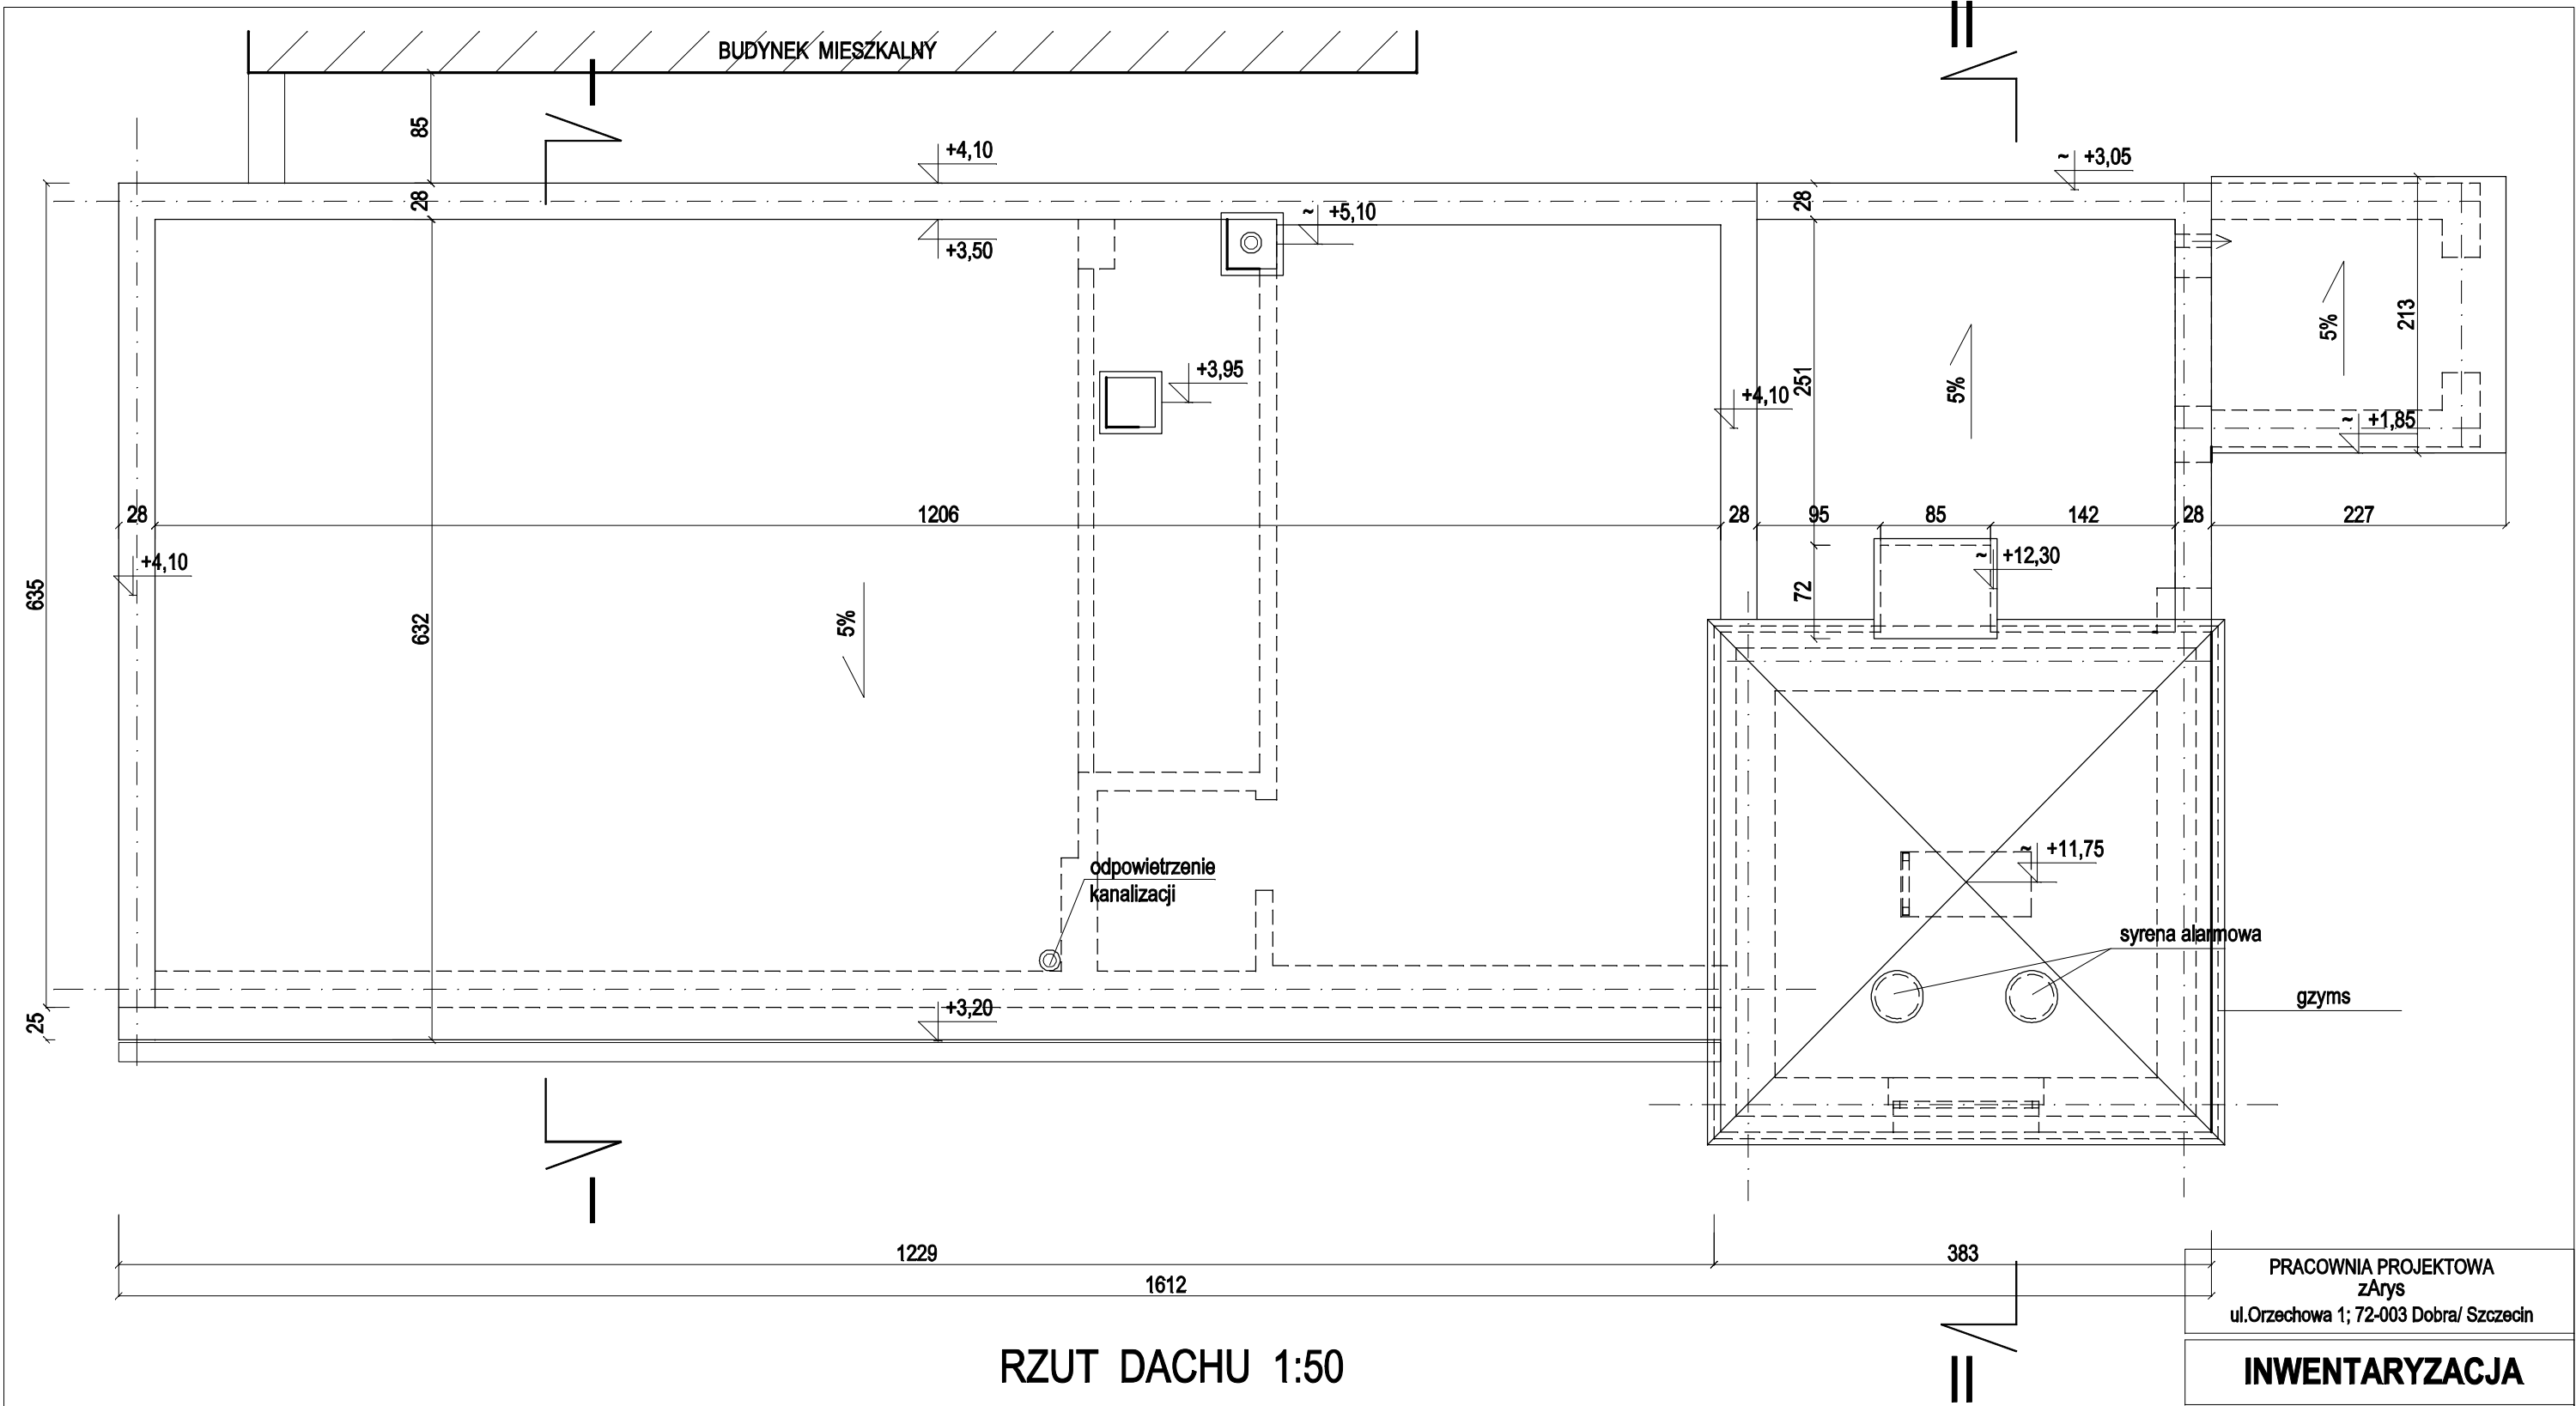 II
BUDYNEK MIESZKALNY
I
85
+4,10
~ +3,05
28
28
~ +5,10
+3,50
5%
213
+3,95
251
+4,10
5%
~ +1,85
28
1206
28
95
85
142
28
227
+4,10
~ +12,30
635
72
632
5%
~ +11,75
odpowietrzenie
kanalizacji
syrena alarmowa
gzyms
+3,20
25
I
1229
383
1612
PRACOWNIA PROJEKTOWA
zArys
ul.Orzechowa 1; 72-003 Dobra/ Szczecin
RZUT DACHU 1:50
II
INWENTARYZACJA